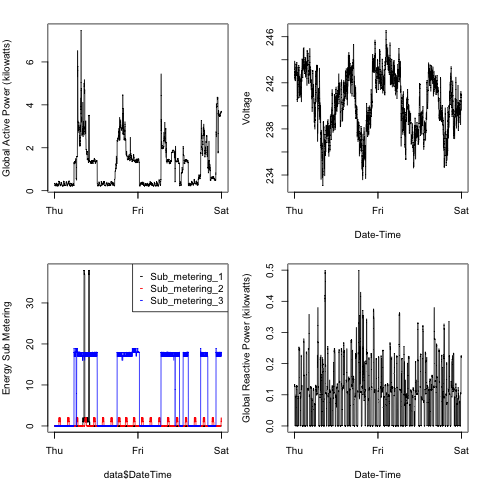 Global Active Power (kilowatts)
0 2 4 6
Thu Fri Sat
Voltage
234 238 242 246
Thu Fri Sat
Date-Time
Energy Sub Metering
0 10 20 30
Sub_metering_1
Sub_metering_2
Sub_metering_3
Thu Fri Sat
data$DateTime
Global Reactive Power (kilowatts)
0.0 0.1 0.2 0.3 0.4 0.5
Thu Fri Sat
Date-Time